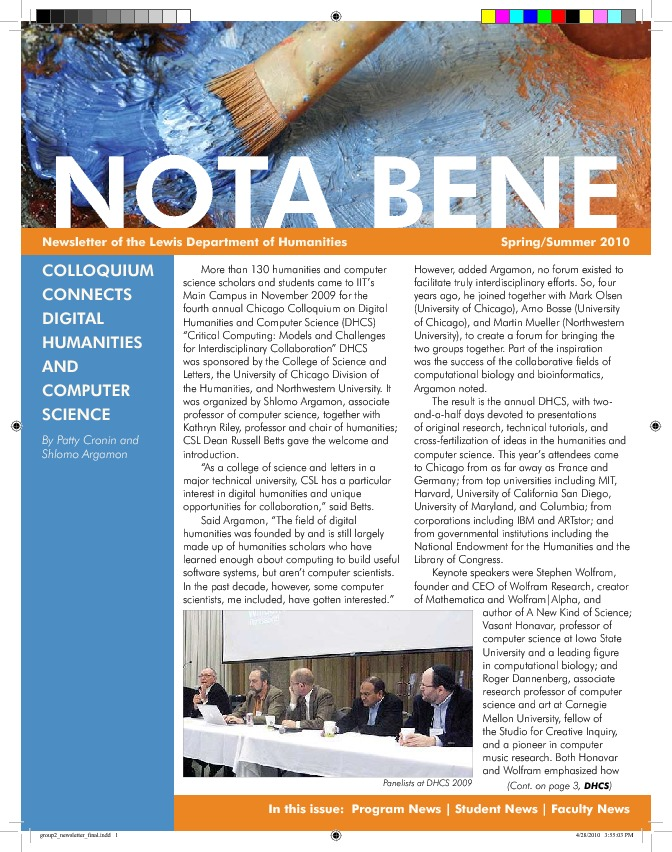 NOTA BENE
Newsletter of the Lewis Department of Humanities
Spring/Summer 2010
COLLOQUIUM
CONNECTS
DIGITAL
HUMANITIES
AND
COMPUTER
SCIENCE
By Patty Cronin and
Shlomo Argamon
More than 130 humanities and computer
science scholars and students came to IIT's
Main Campus in November 2009 for the
fourth annual Chicago Colloquium on Digital
Humanities and Computer Science (DHCS)
"Critical Computing: Models and Challenges
for Interdisciplinary Collaboration" DHCS
was sponsored by the College of Science and
Letters, the University of Chicago Division of
the Humanities, and Northwestern University. It
was organized by Shlomo Argamon, associate
professor of computer science, together with
Kathryn Riley, professor and chair of humanities;
CSL Dean Russell Betts gave the welcome and
introduction.
"As a college of science and letters in a
major technical university, CSL has a particular
interest in digital humanities and unique
opportunities for collaboration," said Betts.
Said Argamon, "The field of digital
humanities was founded by and is still largely
made up of humanities scholars who have
learned enough about computing to build useful
software systems, but aren't computer scientists.
In the past decade, however, some computer
scientists, me included, have gotten interested."
However, added Argamon, no forum existed to
facilitate truly interdisciplinary efforts. So, four
years ago, he joined together with Mark Olsen
(University of Chicago), Arno Bosse (University
of Chicago), and Martin Mueller (Northwestern
University), to create a forum for bringing the
two groups together. Part of the inspiration
was the success of the collaborative fields of
computational biology and bioinformatics,
Argamon noted.
The result is the annual DHCS, with two-
and-a-half days devoted to presentations
of original research, technical tutorials, and
cross-fertilization of ideas in the humanities and
computer science. This year's attendees came
to Chicago from as far away as France and
Germany; from top universities including MIT,
Harvard, University of California San Diego,
University of Maryland, and Columbia; from
corporations including IBM and ARTstor; and
from governmental institutions including the
National Endowment for the Humanities and the
Library of Congress.
Keynote speakers were Stephen Wolfram,
founder and CEO of Wolfram Research, creator
of Mathematica and Wolfram|Alpha, and
author of A New Kind of Science;
Vasant Honavar, professor of
computer science at Iowa State
University and a leading figure
in computational biology; and
Roger Dannenberg, associate
research professor of computer
science and art at Carnegie
Mellon University, fellow of
the Studio for Creative Inquiry,
and a pioneer in computer
music research. Both Honavar
and Wolfram emphasized how
(Cont. on page 3, DHCS)
Panelists at DHCS 2009
In this issue: Program News | Student News | Faculty News
group2_newsletter_final.indd 1
4/28/2010 3:55:03 PM